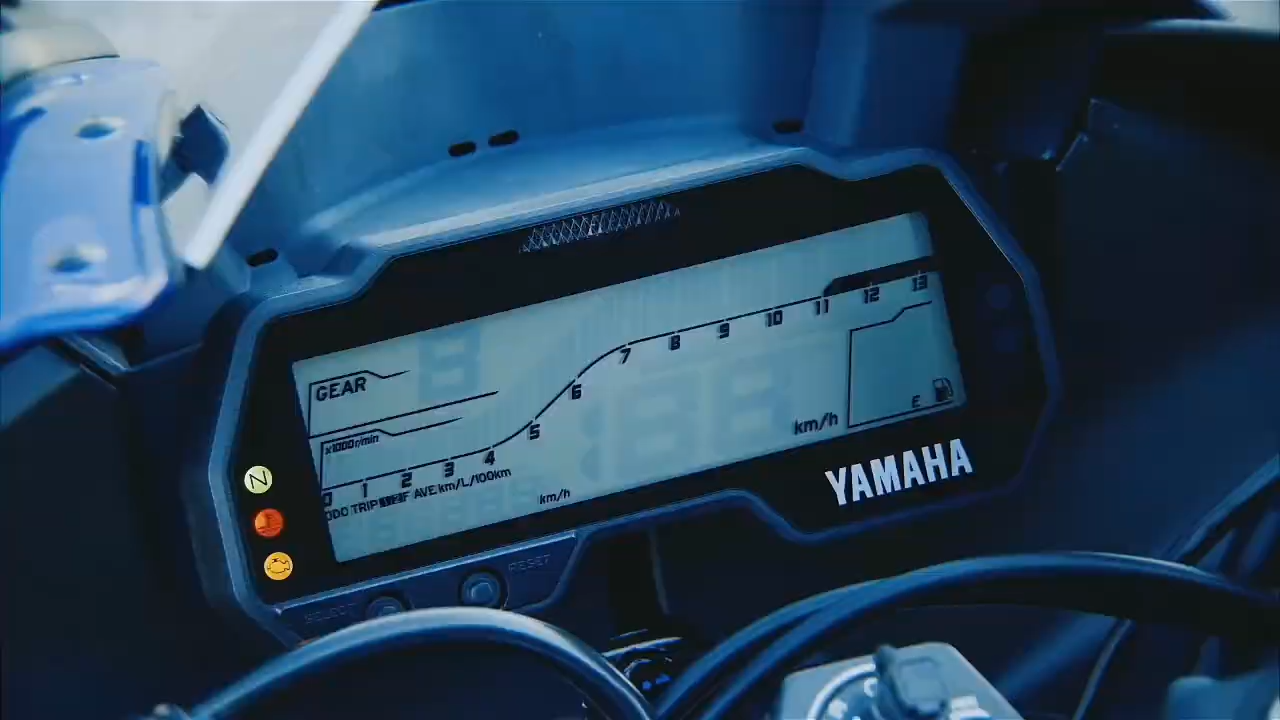 GEAR
x1000r/min
0 1 2 3 4 5 6 7 8 9 10 11 12 13
ODO TRIP AVE km/L/100km
km/h
km/h
E
N
YAMAHA
SELECT
RESET